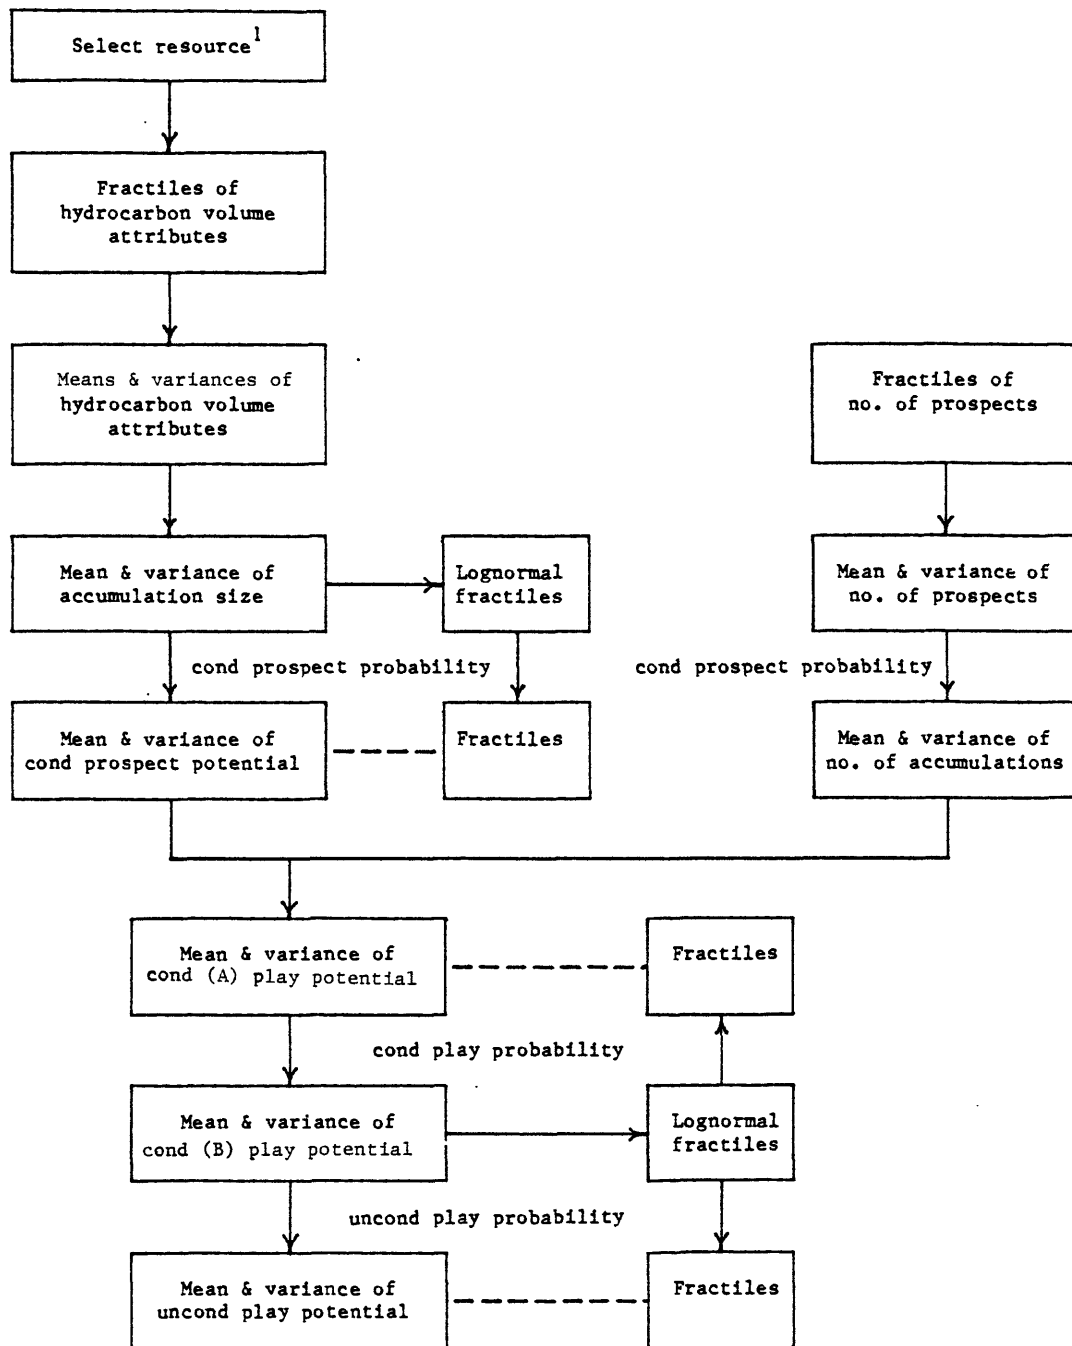 Select resource1
Fractiles of
hydrocarbon volume
attributes
Means & variances of
hydrocarbon volume
attributes
Fractiles of
no. of prospects
Mean & variance of
accumulation size
Lognormal
fractiles
Mean & variance of
no. of prospects
cond prospect probability
cond prospect probability
Mean & variance of
cond prospect potential
Fractiles
Mean & variance of
no. of accumulations
Mean & variance of
cond (A) play potential
Fractiles
cond play probability
Mean & variance of
cond (B) play potential
Lognormal
fractiles
uncond play probability
Mean & variance of
uncond play potential
Fractiles